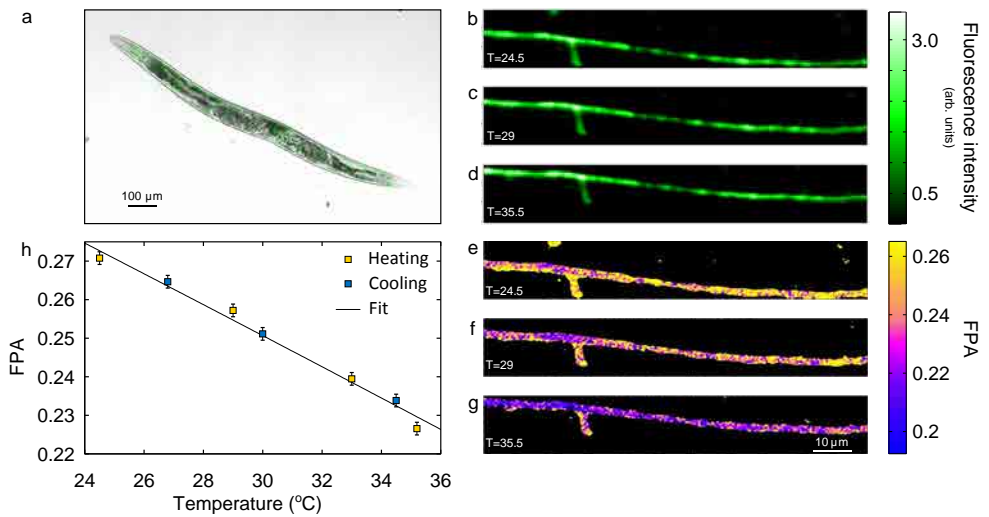 a
100 µm
b
T=24.5
c
T=29
d
T=35.5
3.0
0.5
Fluorescence intensity
(arb. units)
e
T=24.5
f
T=29
g
T=35.5
10 µm
0.26
0.24
0.22
0.2
FPA
h
Heating
Cooling
Fit
0.27
0.26
0.25
0.24
0.23
0.22
FPA
24 26 28 30 32 34 36
Temperature (°C)